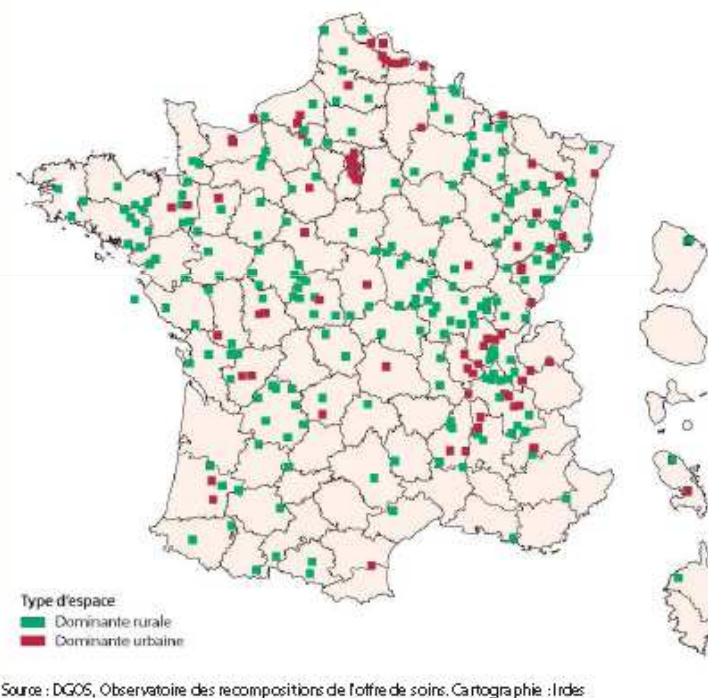 Type d'espace
Dominante rurale
Dominante urbaine
Source : DGOS, Observatoire des recompositions de l'offre de soins. Cartographie : Irdes